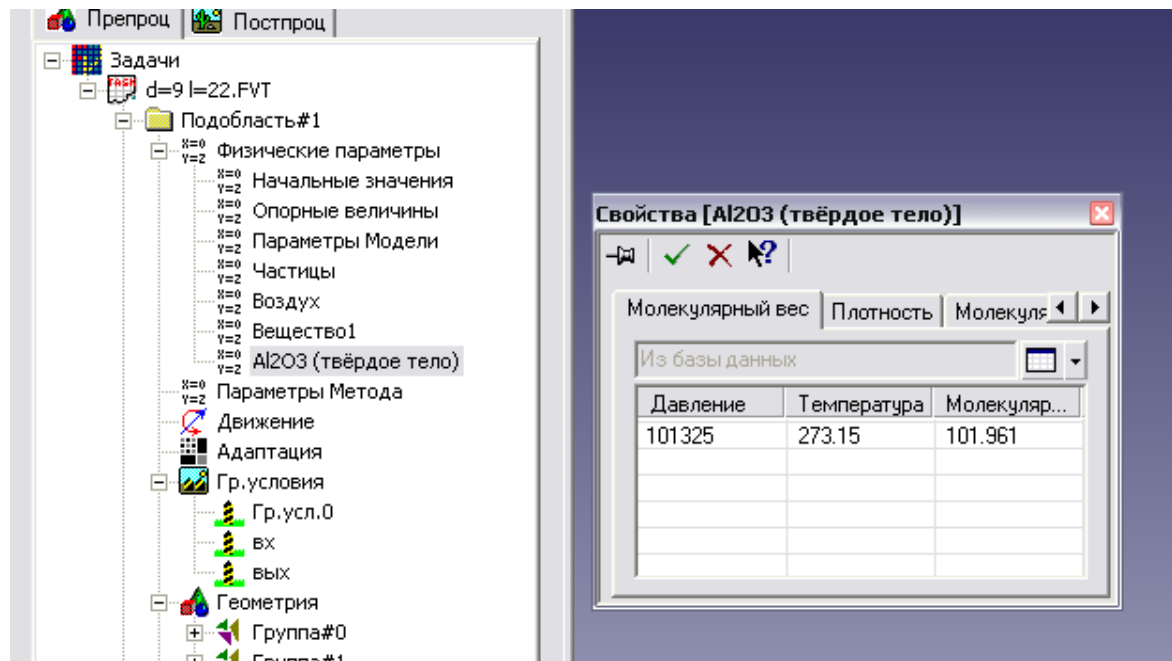 Препроц Постпроц
Задачи
d=9 l=22.FVT
Подобласть#1
Физические параметры
Начальные значения
Опорные величины
Параметры Модели
Частицы
Воздух
Вещество1
Al2O3 (твёрдое тело)
Параметры Метода
Движение
Адаптация
Гр.условия
Гр.усл.0
вх
вых
Геометрия
Группа#0
Группа#1
Свойства [Al2O3 (твёрдое тело)]
Молекулярный вес Плотность Молекуля
Из базы данных
Давление Температура Молекуляр...
101325 273.15 101.961